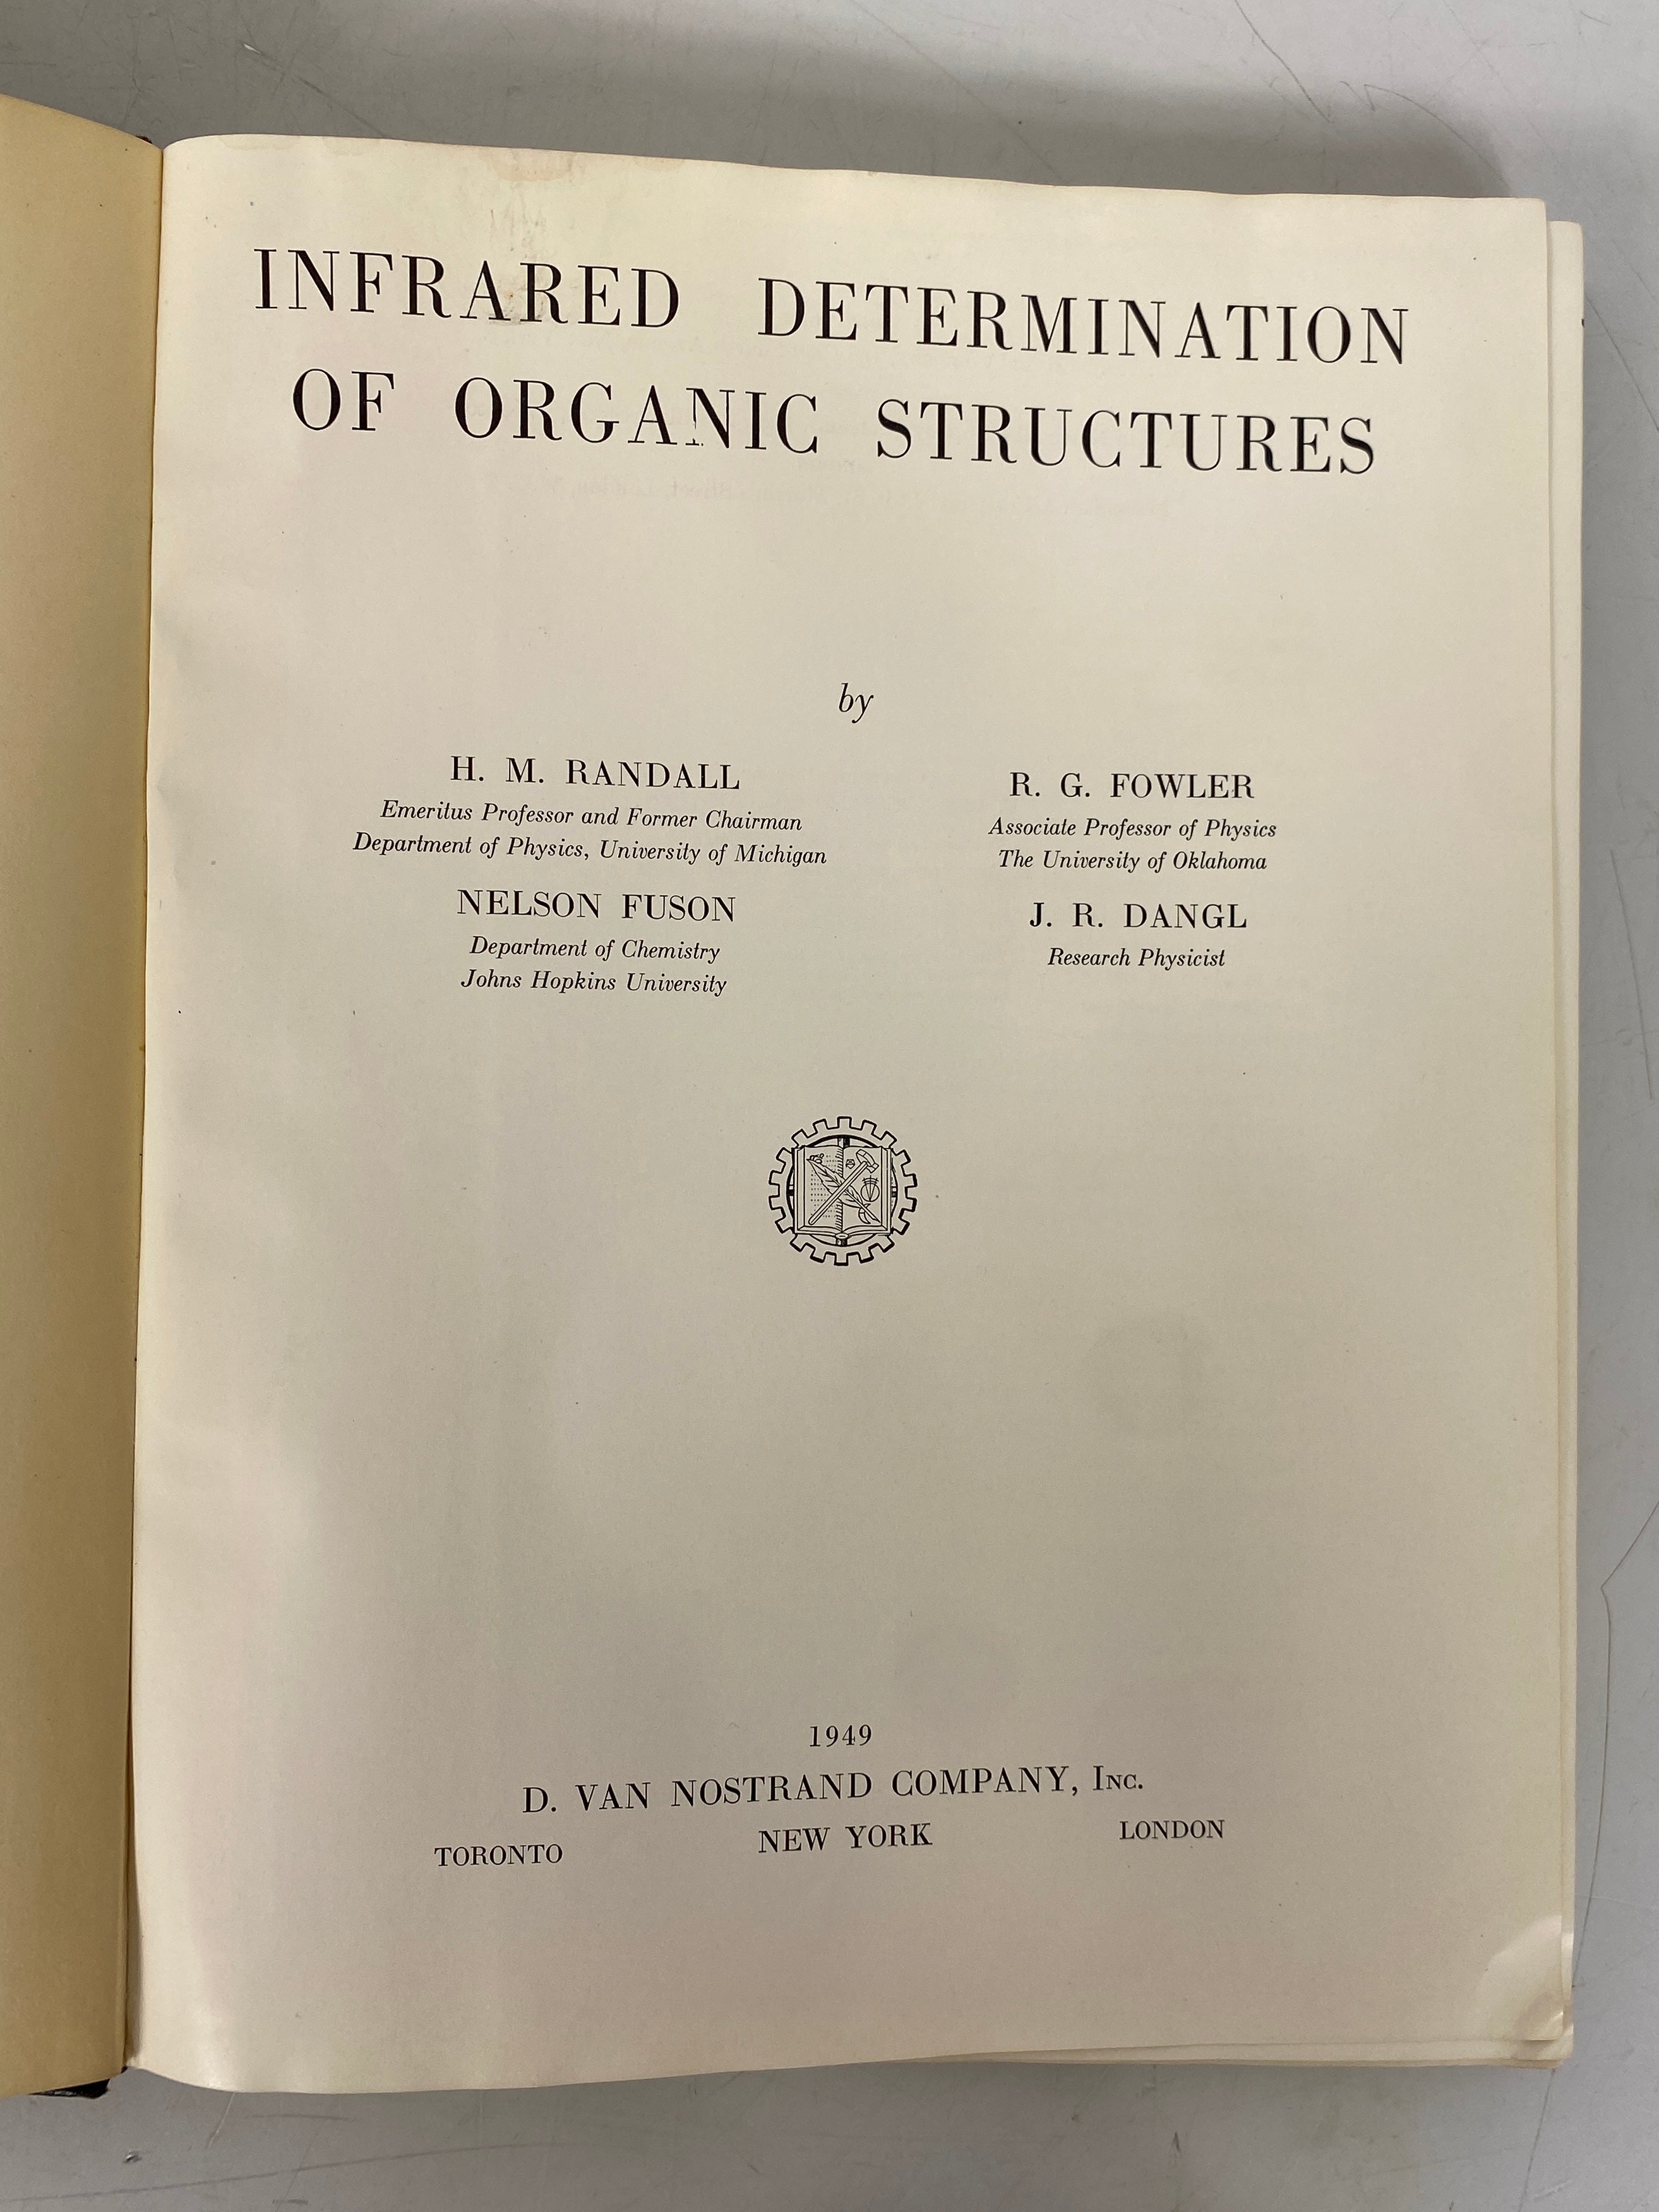 INFRARED DETERMINATION
OF ORGANIC STRUCTURES
by
H. M. RANDALL
Emeritus Professor and Former Chairman
Department of Physics, University of Michigan
NELSON FUSON
Department of Chemistry
Johns Hopkins University
R. G. FOWLER
Associate Professor of Physics
The University of Oklahoma
J. R. DANGL
Research Physicist
1949
D. VAN NOSTRAND COMPANY, INC.
TORONTO NEW YORK LONDON